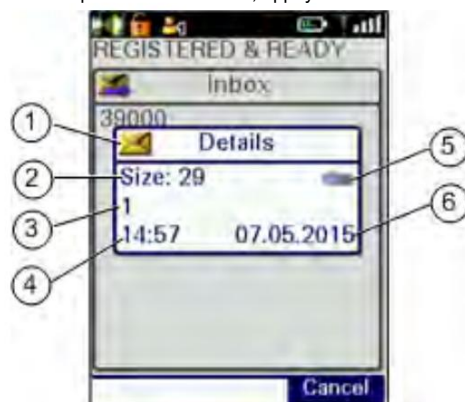 REGISTERED & READY
Inbox
39000
1
Details
2
Size: 29
5
3
1
6
4
14:57 07.05.2015
Cancel